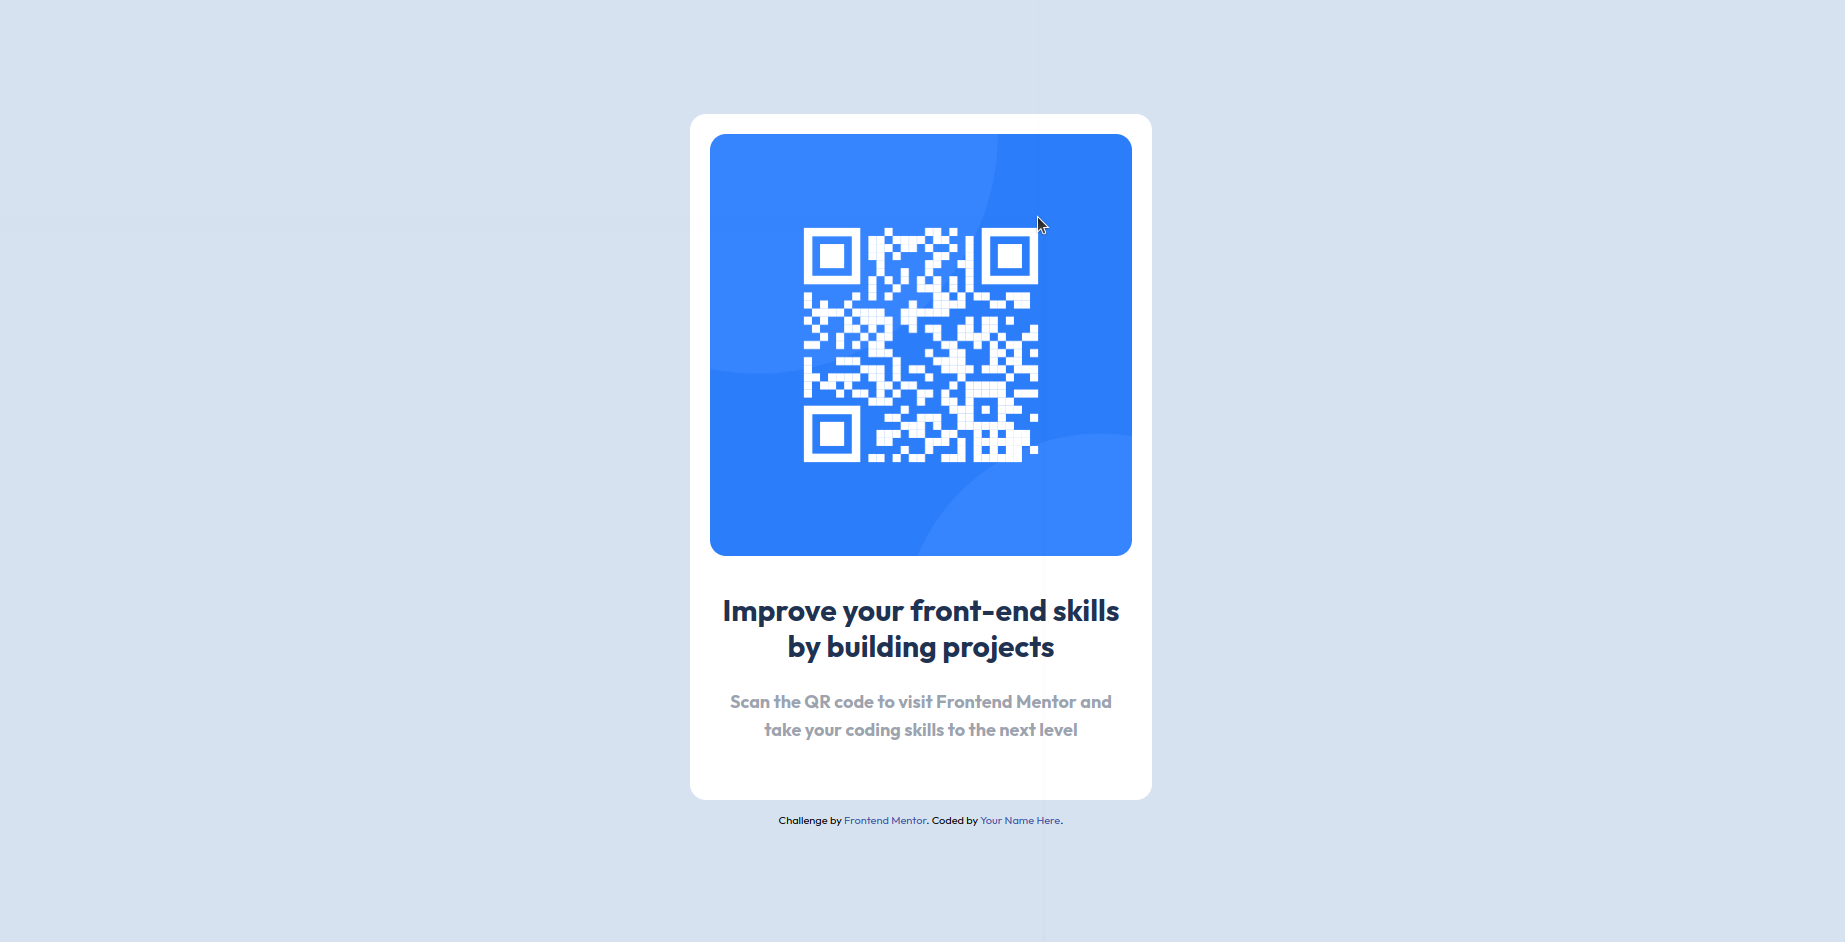 Improve your front-end skills
by building projects
Scan the QR code to visit Frontend Mentor and
take your coding skills to the next level
Challenge by Frontend Mentor. Coded by Your Name Here.